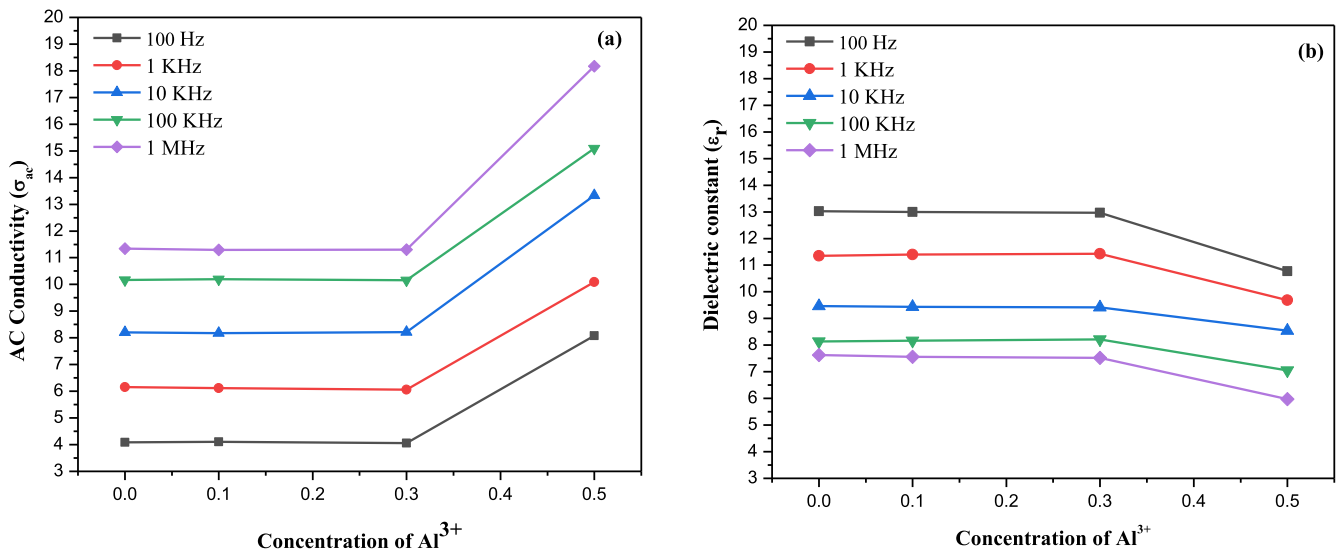 AC Conductivity (σac)
20
19
18
17
16
15
14
13
12
11
10
9
8
7
6
5
4
3
100 Hz
1 KHz
10 KHz
100 KHz
1 MHz
(a)
0.0 0.1 0.2 0.3 0.4 0.5
Concentration of Al3+
Dielectric constant (εr)
20
19
18
17
16
15
14
13
12
11
10
9
8
7
6
5
4
3
100 Hz
1 KHz
10 KHz
100 KHz
1 MHz
(b)
0.0 0.1 0.2 0.3 0.4 0.5
Concentration of Al3+